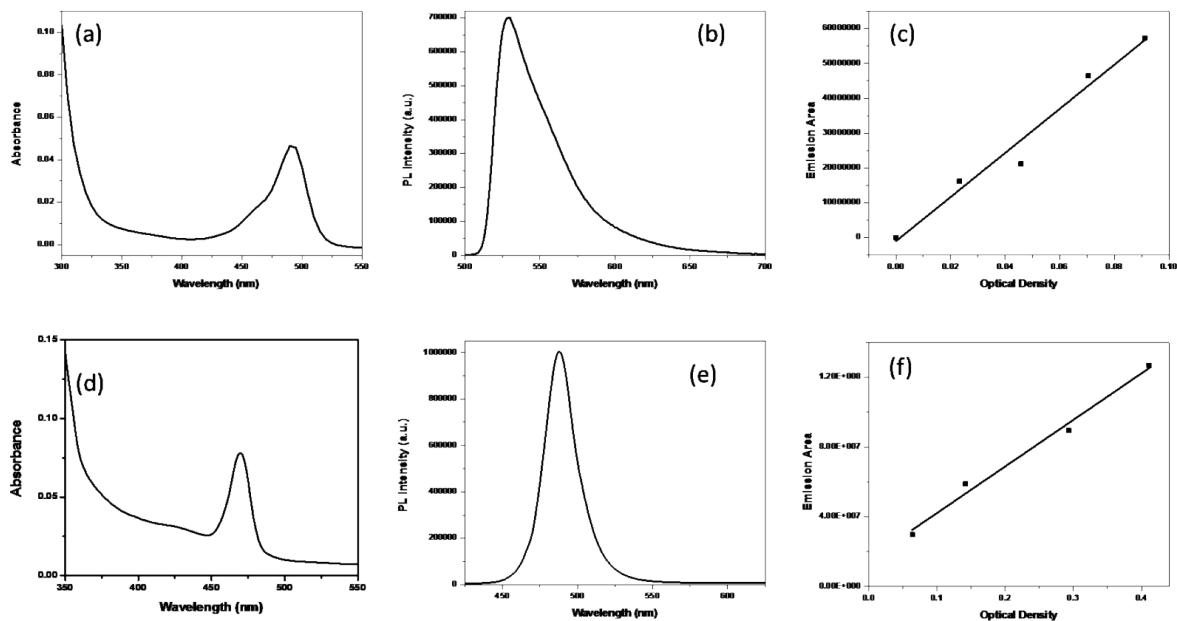 (a)
Absorbance
0.10
0.08
0.06
0.04
0.02
0.00
300 350 400 450 500 550
Wavelength (nm)
(b)
PL Intensity (a.u.)
700000
600000
500000
400000
300000
200000
100000
0
500 550 600 650 700
Wavelength (nm)
(c)
Emission Area
60000000
50000000
40000000
30000000
20000000
10000000
0
0.00 0.02 0.04 0.06 0.08 0.10
Optical Density
(d)
Absorbance
0.15
0.10
0.05
0.00
350 400 450 500 550
Wavelength (nm)
(e)
PL Intensity (a.u.)
1000000
800000
600000
400000
200000
0
450 500 550 600
Wavelength (nm)
(f)
Emission Area
1.20E+008
8.00E+007
4.00E+007
0.00E+000
0.0 0.1 0.2 0.3 0.4
Optical Density